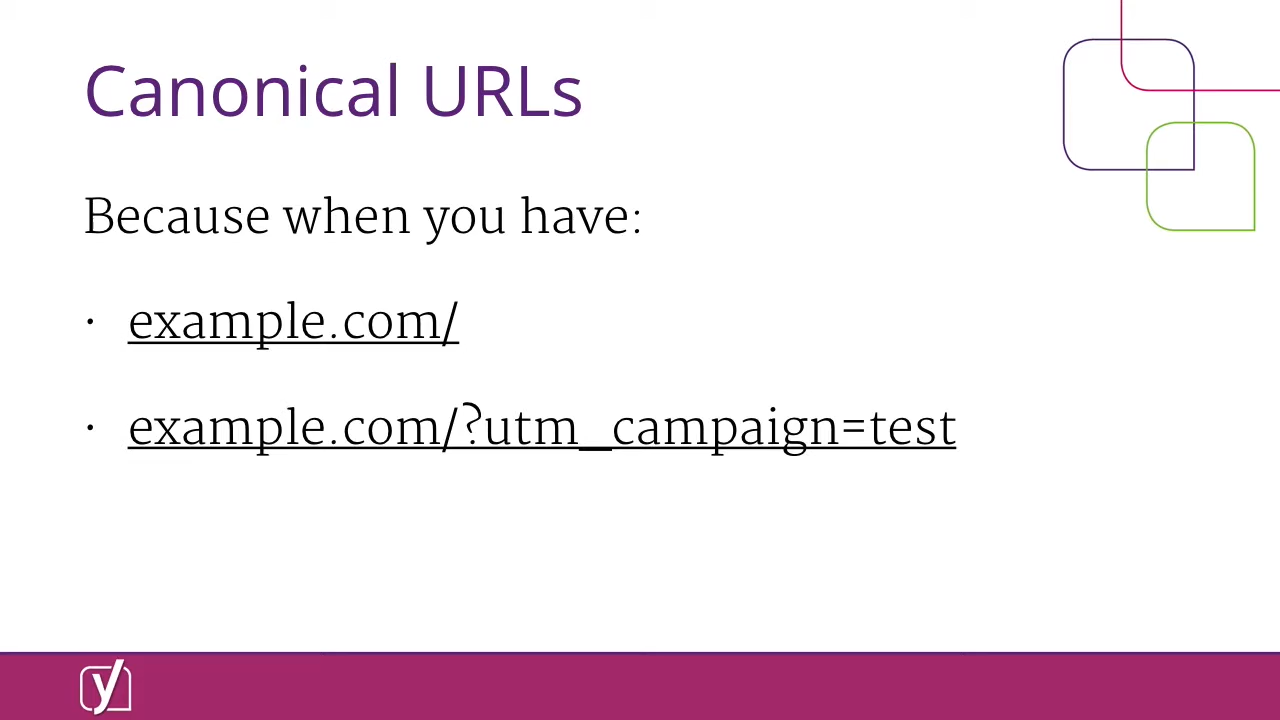 Canonical URLs
Because when you have:
· example.com/
· example.com/?utm_campaign=test
y